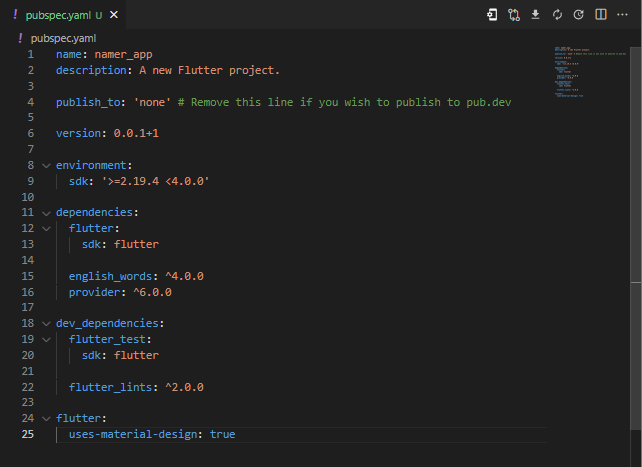 ! pubspec.yaml U ×
! pubspec.yaml
1 name: namer_app
2 description: A new Flutter project.
3
4 publish_to: 'none' # Remove this line if you wish to publish to pub.dev
5
6 version: 0.0.1+1
7
8 environment:
9 sdk: '>=2.19.4 <4.0.0'
10
11 dependencies:
12 flutter:
13 sdk: flutter
14
15 english_words: ^4.0.0
16 provider: ^6.0.0
17
18 dev_dependencies:
19 flutter_test:
20 sdk: flutter
21
22 flutter_lints: ^2.0.0
23
24 flutter:
25 uses-material-design: true